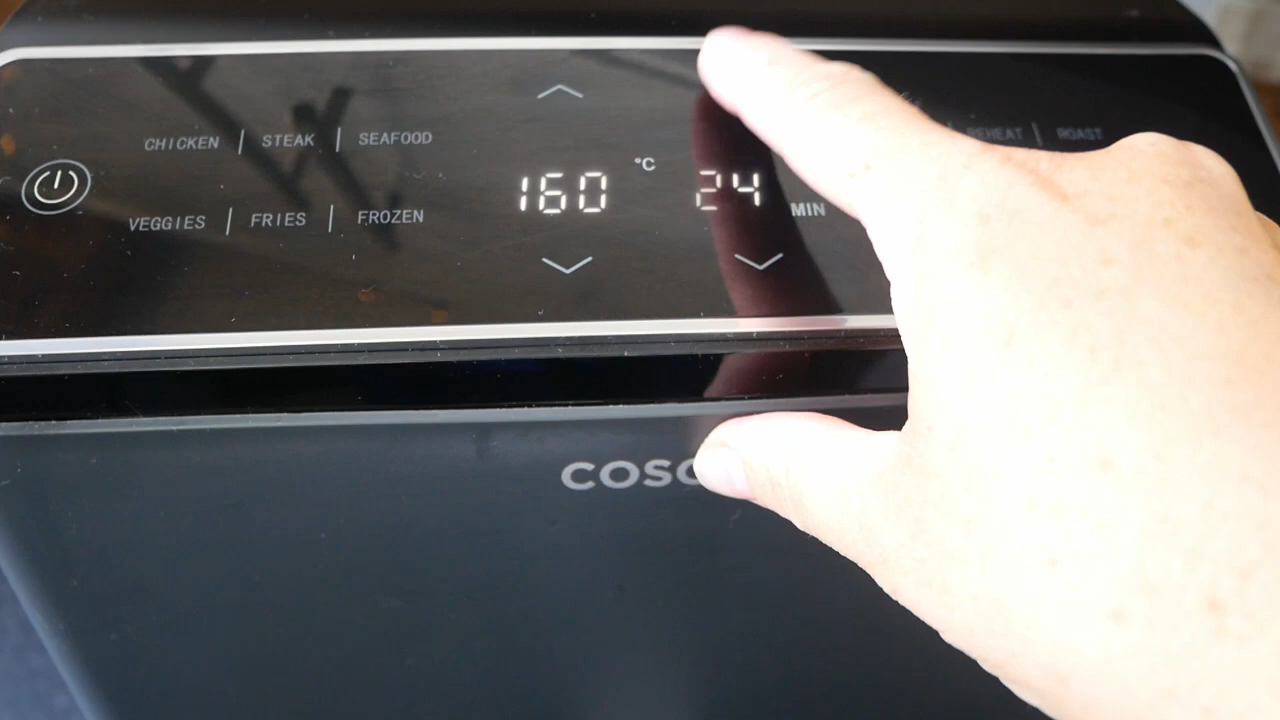 CHICKEN | STEAK | SEAFOOD
°C
160 24 MIN
REHEAT | ROAST
VEGGIES | FRIES | FROZEN
COSO